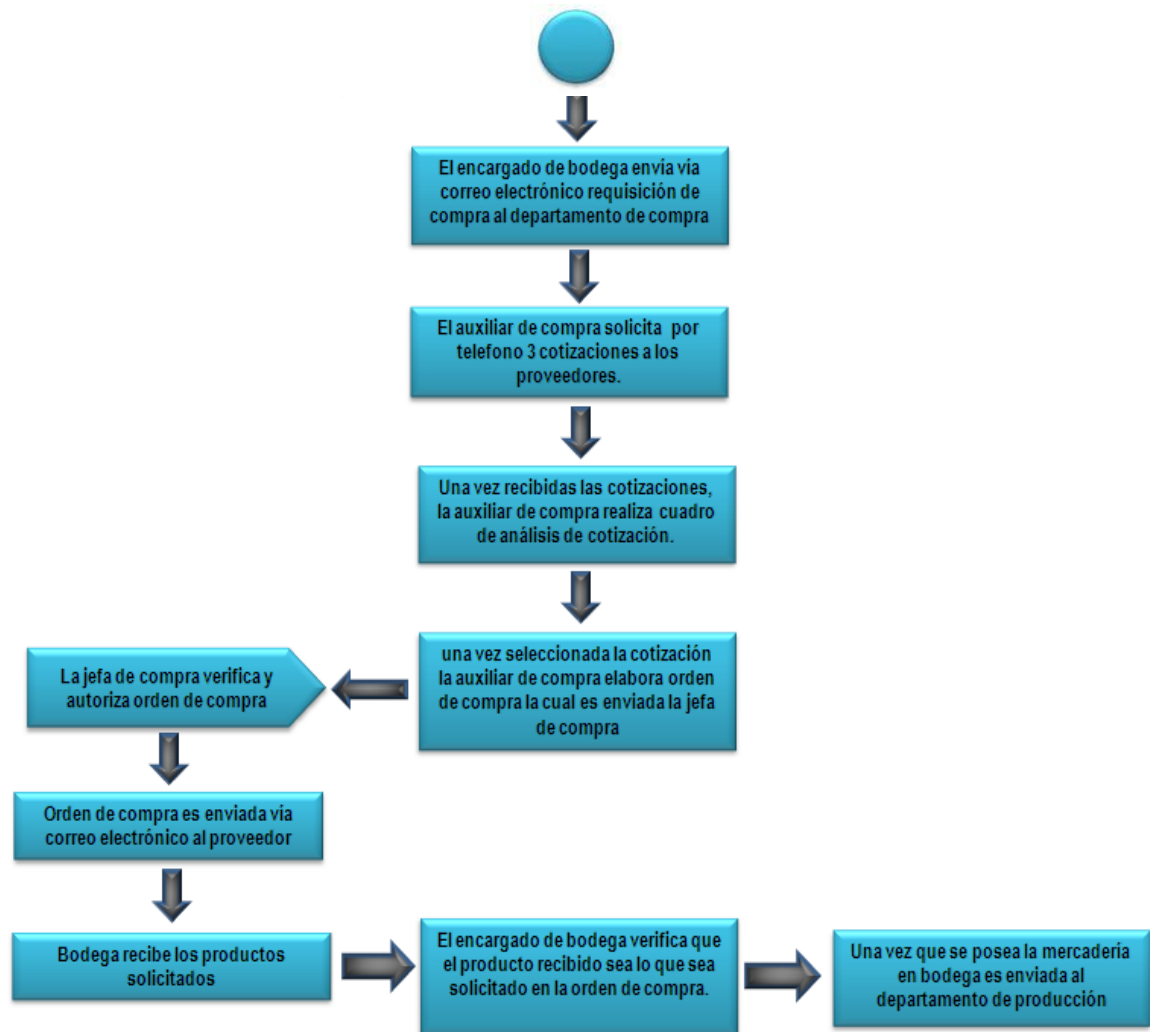 El encargado de bodega envía vía
correo electrónico requisición de
compra al departamento de compra
El auxiliar de compra solicita por
telefono 3 cotizaciones a los
proveedores.
Una vez recibidas las cotizaciones,
la auxiliar de compra realiza cuadro
de análisis de cotización.
una vez seleccionada la cotización
la auxiliar de compra elabora orden
de compra la cual es enviada la jefa
de compra
La jefa de compra verifica y
autoriza orden de compra
Orden de compra es enviada vía
correo electrónico al proveedor
Bodega recibe los productos
solicitados
El encargado de bodega verifica que
el producto recibido sea lo que sea
solicitado en la orden de compra.
Una vez que se posea la mercadería
en bodega es enviada al
departamento de producción